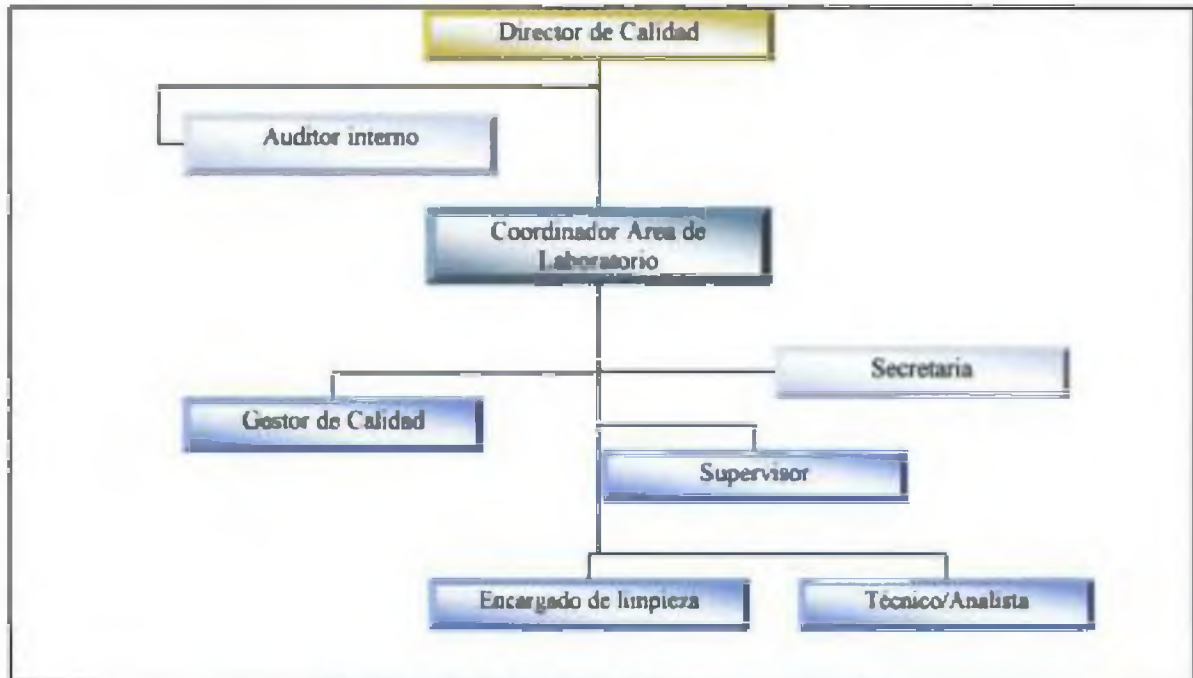 Director de Calidad
Auditor interno
Coordinador Area de
Laboratorio
Secretaria
Gestor de Calidad
Supervisor
Encargado de limpieza
Técnico/Analista